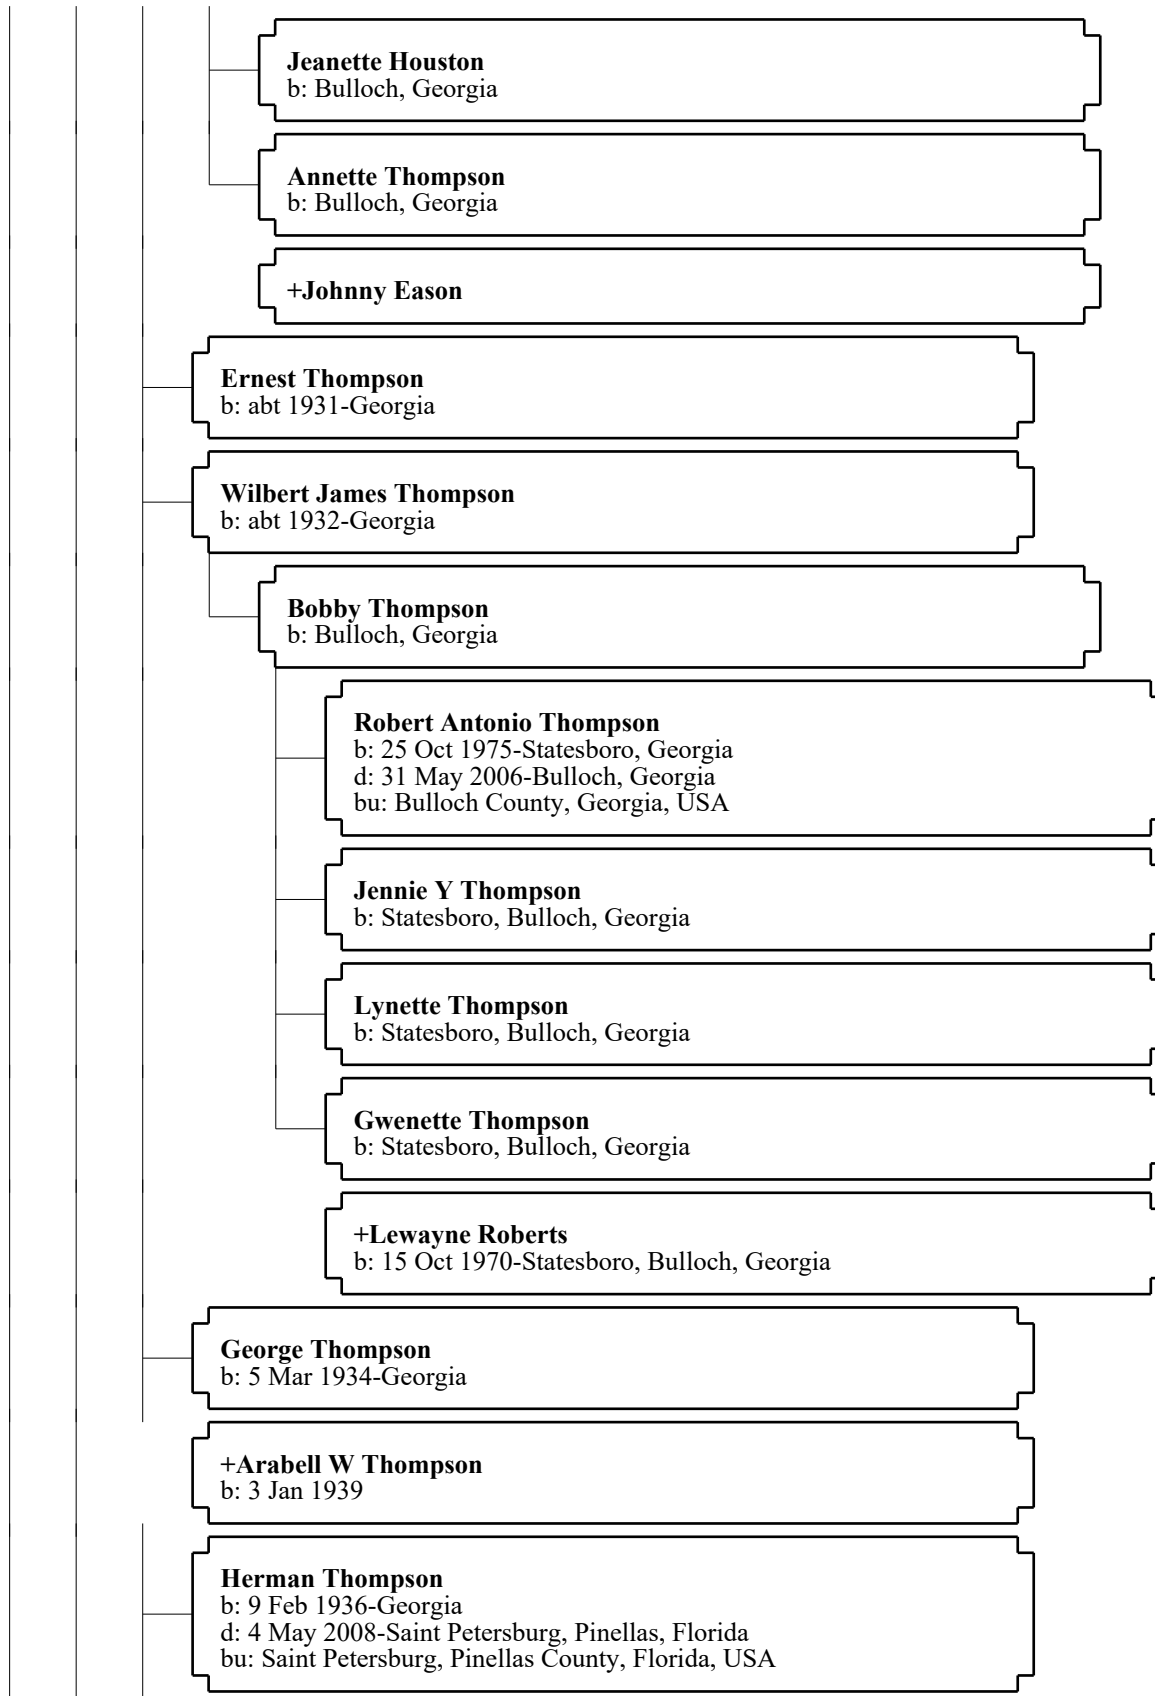 Jeanette Houston
b: Bulloch, Georgia
Annette Thompson
b: Bulloch, Georgia
+Johnny Eason
Ernest Thompson
b: abt 1931-Georgia
Wilbert James Thompson
b: abt 1932-Georgia
Bobby Thompson
b: Bulloch, Georgia
Robert Antonio Thompson
b: 25 Oct 1975-Statesboro, Georgia
d: 31 May 2006-Bulloch, Georgia
bu: Bulloch County, Georgia, USA
Jennie Y Thompson
b: Statesboro, Bulloch, Georgia
Lynette Thompson
b: Statesboro, Bulloch, Georgia
Gwenette Thompson
b: Statesboro, Bulloch, Georgia
+Lewayne Roberts
b: 15 Oct 1970-Statesboro, Bulloch, Georgia
George Thompson
b: 5 Mar 1934-Georgia
+Arabell W Thompson
b: 3 Jan 1939
Herman Thompson
b: 9 Feb 1936-Georgia
d: 4 May 2008-Saint Petersburg, Pinellas, Florida
bu: Saint Petersburg, Pinellas County, Florida, USA